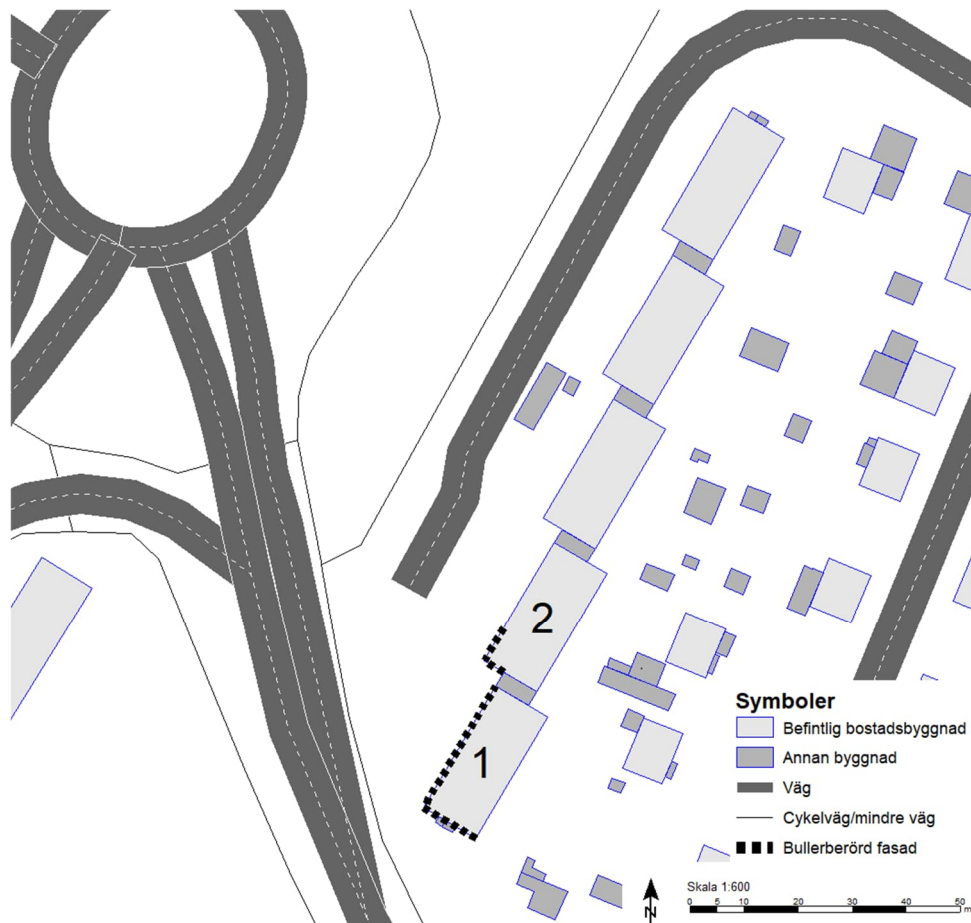 2
1
Symboler
Befintlig bostadsbyggnad
Annan byggnad
Väg
Cykelväg/mindre väg
Bullerberörd fasad
Skala 1:600
0 5 10 20 30 40 50
m
N